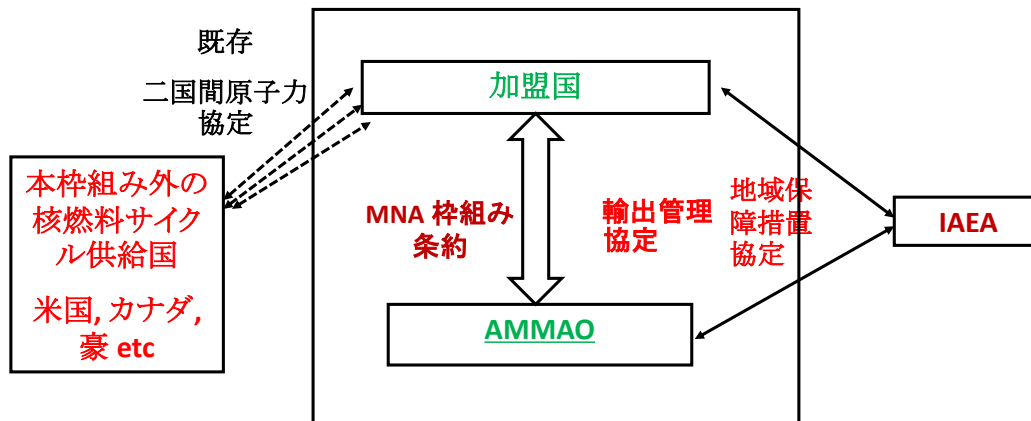 既存
二国間原子力
協定
加盟国
本枠組み外の
核燃料サイク
ル供給国
米国, カナダ,
豪 etc
MNA 枠組み
条約
輸出管理
協定
地域保
障措置
協定
IAEA
AMMAO